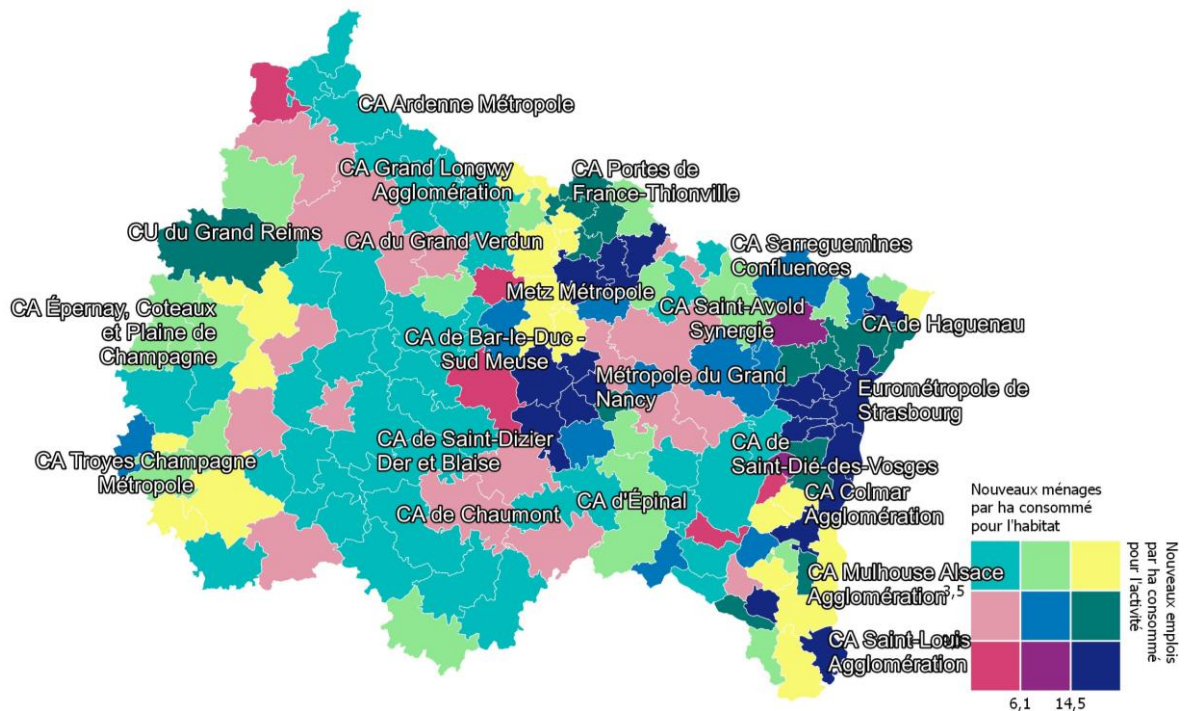 CA Ardenne Métropole
CA Grand Longwy
Agglomération
CA Portes de
France-Thionville
CU du Grand Reims
CA du Grand Verdun
CA Sarreguemines
Confluences
Metz Métropole
CA Épernay, Coteaux
et Plaine de
Champagne
CA Saint-Avold
Synergie
CA de Haguenau
CA de Bar-le-Duc -
Sud Meuse
Métropole du Grand
Nancy
Eurométropole de
Strasbourg
CA de Saint-Dizier
Der et Blaise
CA de
Saint-Dié-des-Vosges
CA Troyes Champagne
Métropole
CA Colmar
Agglomération
CA d'Épinal
CA de Chaumont
CA Mulhouse Alsace
Agglomération
CA Saint-Louis
Agglomération
Nouveaux ménages
par ha consommé
pour l'habitat
Nouveaux emplois
par ha consommé
pour l'activité
3,5
6,1 14,5